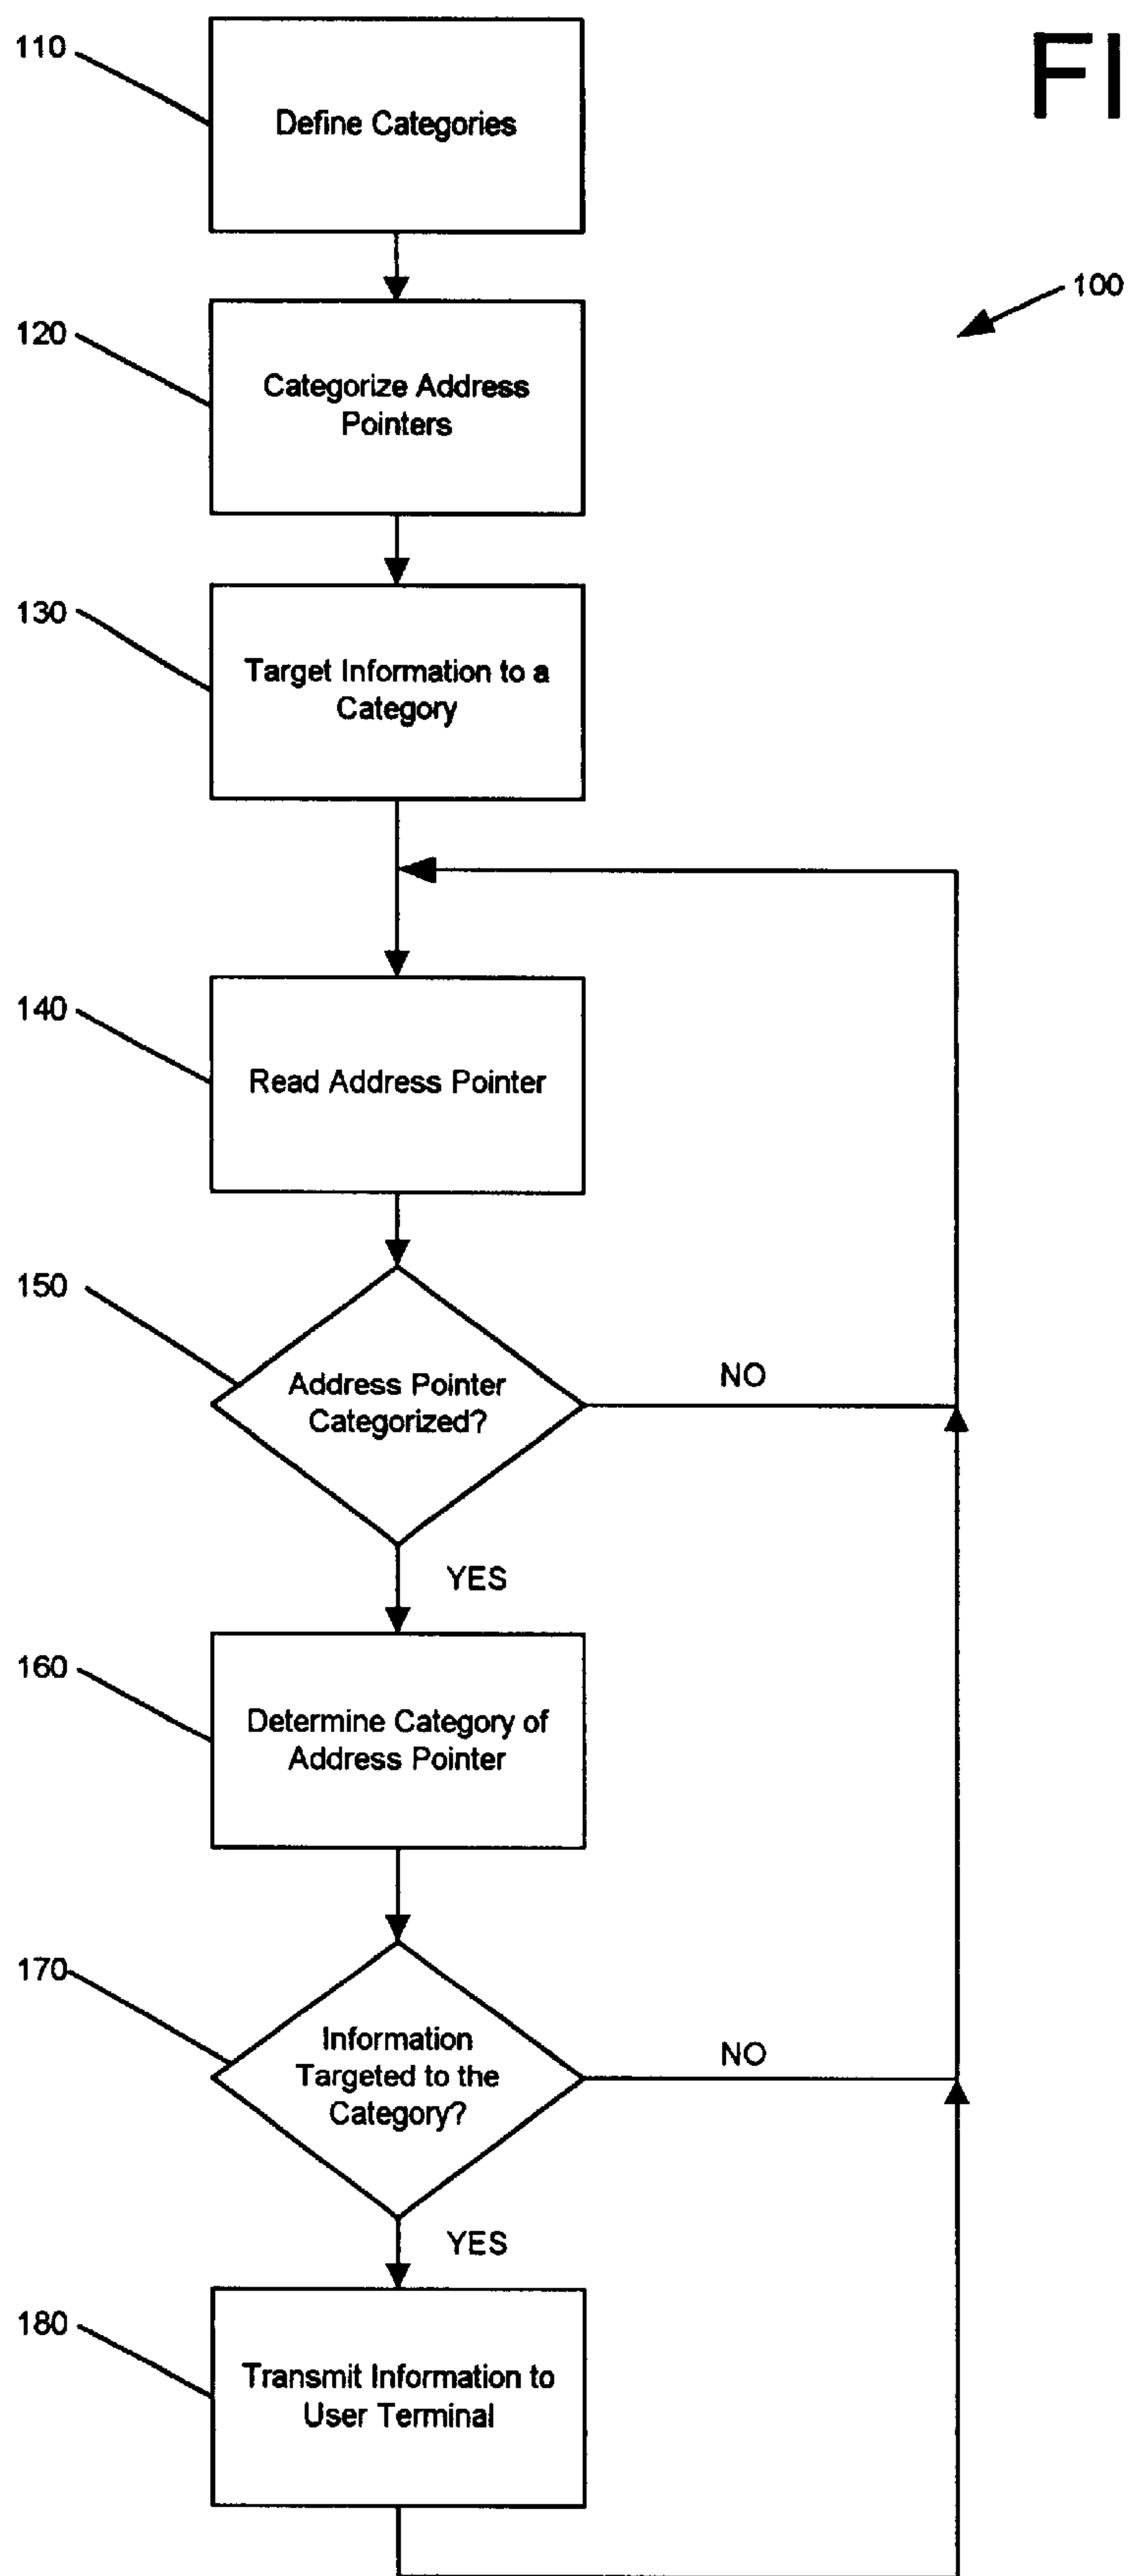 110
FI
Define Categories
100
120
Categorize Address
Pointers
130
Target Information to a
Category
140
Read Address Pointer
150
Address Pointer
Categorized?
NO
YES
160
Determine Category of
Address Pointer
170
Information
Targeted to the
Category?
NO
YES
180
Transmit Information to
User Terminal